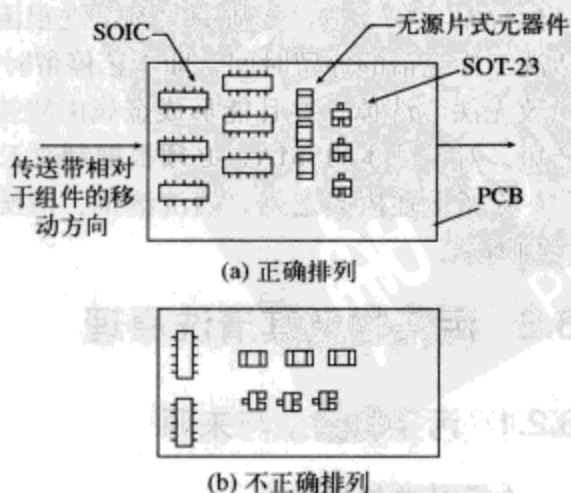 SOIC
无源片式元器件
SOT-23
传送带相对
于组件的移
动方向
PCB
(a) 正确排列
(b) 不正确排列